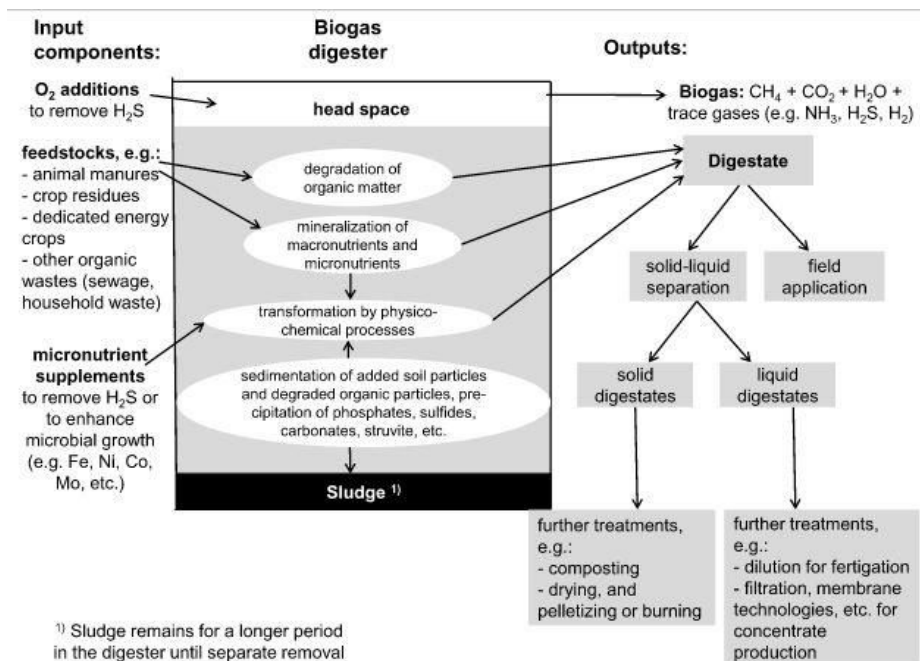 Input
components:
Biogas
digester
Outputs:
O₂ additions
to remove H₂S
head space
Biogas: CH₄ + CO₂ + H₂O +
trace gases (e.g. NH₃, H₂S, H₂)
feedstocks, e.g.:
- animal manures
- crop residues
- dedicated energy
crops
- other organic
wastes (sewage,
household waste)
degradation of
organic matter
mineralization of
macronutrients and
micronutrients
transformation by physico-
chemical processes
Digestate
solid-liquid
separation
field
application
micronutrient
supplements
to remove H₂S or
to enhance
microbial growth
(e.g. Fe, Ni, Co,
Mo, etc.)
sedimentation of added soil particles
and degraded organic particles, pre-
cipitation of phosphates, sulfides,
carbonates, struvite, etc.
Sludge ¹⁾
solid
digestates
liquid
digestates
further treatments,
e.g.:
- composting
- drying, and
pelletizing or burning
further treatments,
e.g.:
- dilution for fertigation
- filtration, membrane
technologies, etc. for
concentrate
production
¹⁾ Sludge remains for a longer period
in the digester until separate removal